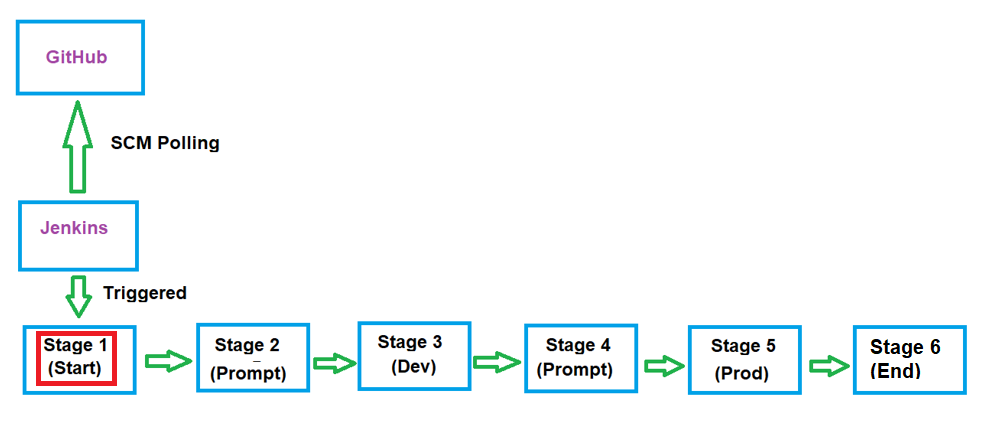 GitHub
SCM Polling
Jenkins
Triggered
Stage 1
(Start)
Stage 2
(Prompt)
Stage 3
(Dev)
Stage 4
(Prompt)
Stage 5
(Prod)
Stage 6
(End)